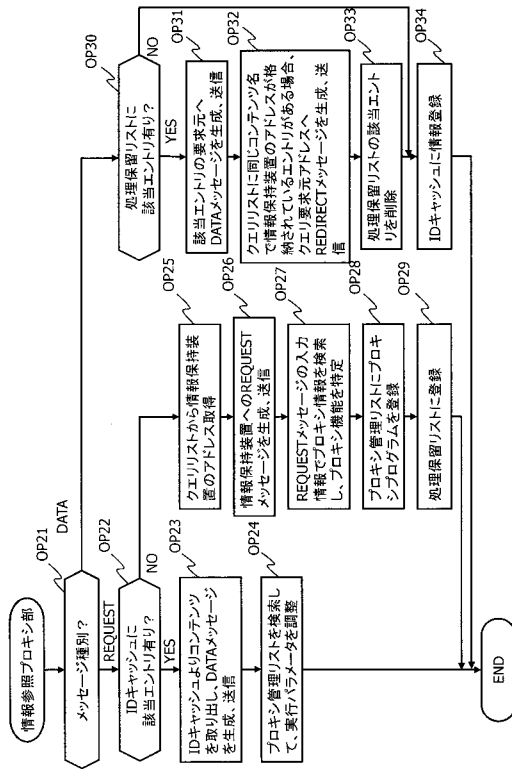 情報参照プロキシ部
OP21
メッセージ種別?
DATA
REQUEST
OP22
IDキャッシュに
該当エントリ有り?
NO
YES
OP23
IDキャッシュよりコンテンツ
を取り出し、DATAメッセージ
を生成、送信
OP24
プロキシ管理リストを検索し
て、実行パラメータを調整
OP25
クエリリストから情報保持装
置のアドレス取得
OP26
情報保持装置へのREQUEST
メッセージを生成、送信
OP27
REQUESTメッセージの入力
情報でプロキシ情報を検索
し、プロキシ機能を特定
OP28
プロキシ管理リストにプロキ
シプログラムを登録
OP29
処理保留リストに登録
OP30
処理保留リストに
該当エントリ有り?
NO
YES
OP31
該当エントリの要求元へ
DATAメッセージを生成、送信
OP32
クエリリストに同じコンテンツ名
で情報保持装置のアドレスが格
納されているエントリがある場合、
クエリ要求元アドレスへ
REDIRECTメッセージを生成、送
信
OP33
処理保留リストの該当エント
リを削除
OP34
IDキャッシュに情報登録
END